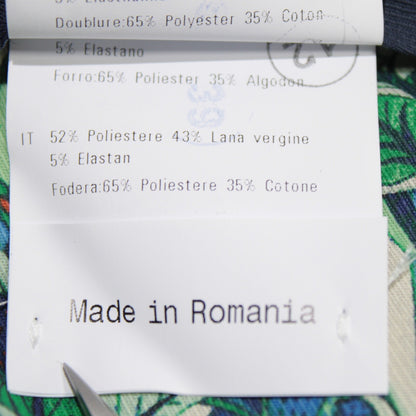 Doublure:65% Polyester 35% Coton
5% Elastano
Forro:65% Poliester 35% Algodon
IT 52% Poliestere 43% Lana vergine
5% Elastan
Fodera:65% Poliestere 35% Cotone
Made in Romania